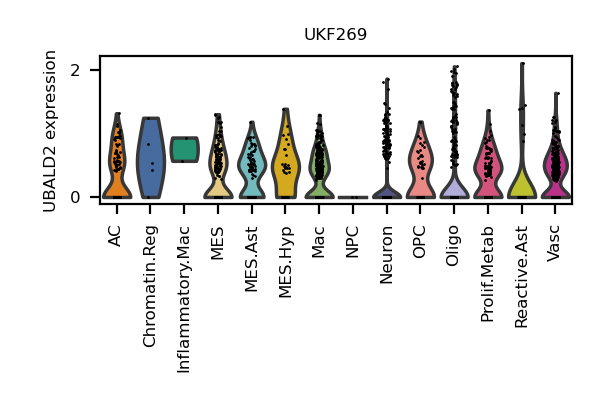 UKF269
UBALD2 expression
2
0
AC
Chromatin.Reg
Inflammatory.Mac
MES
MES.Ast
MES.Hyp
Mac
NPC
Neuron
OPC
Oligo
Prolif.Metab
Reactive.Ast
Vasc